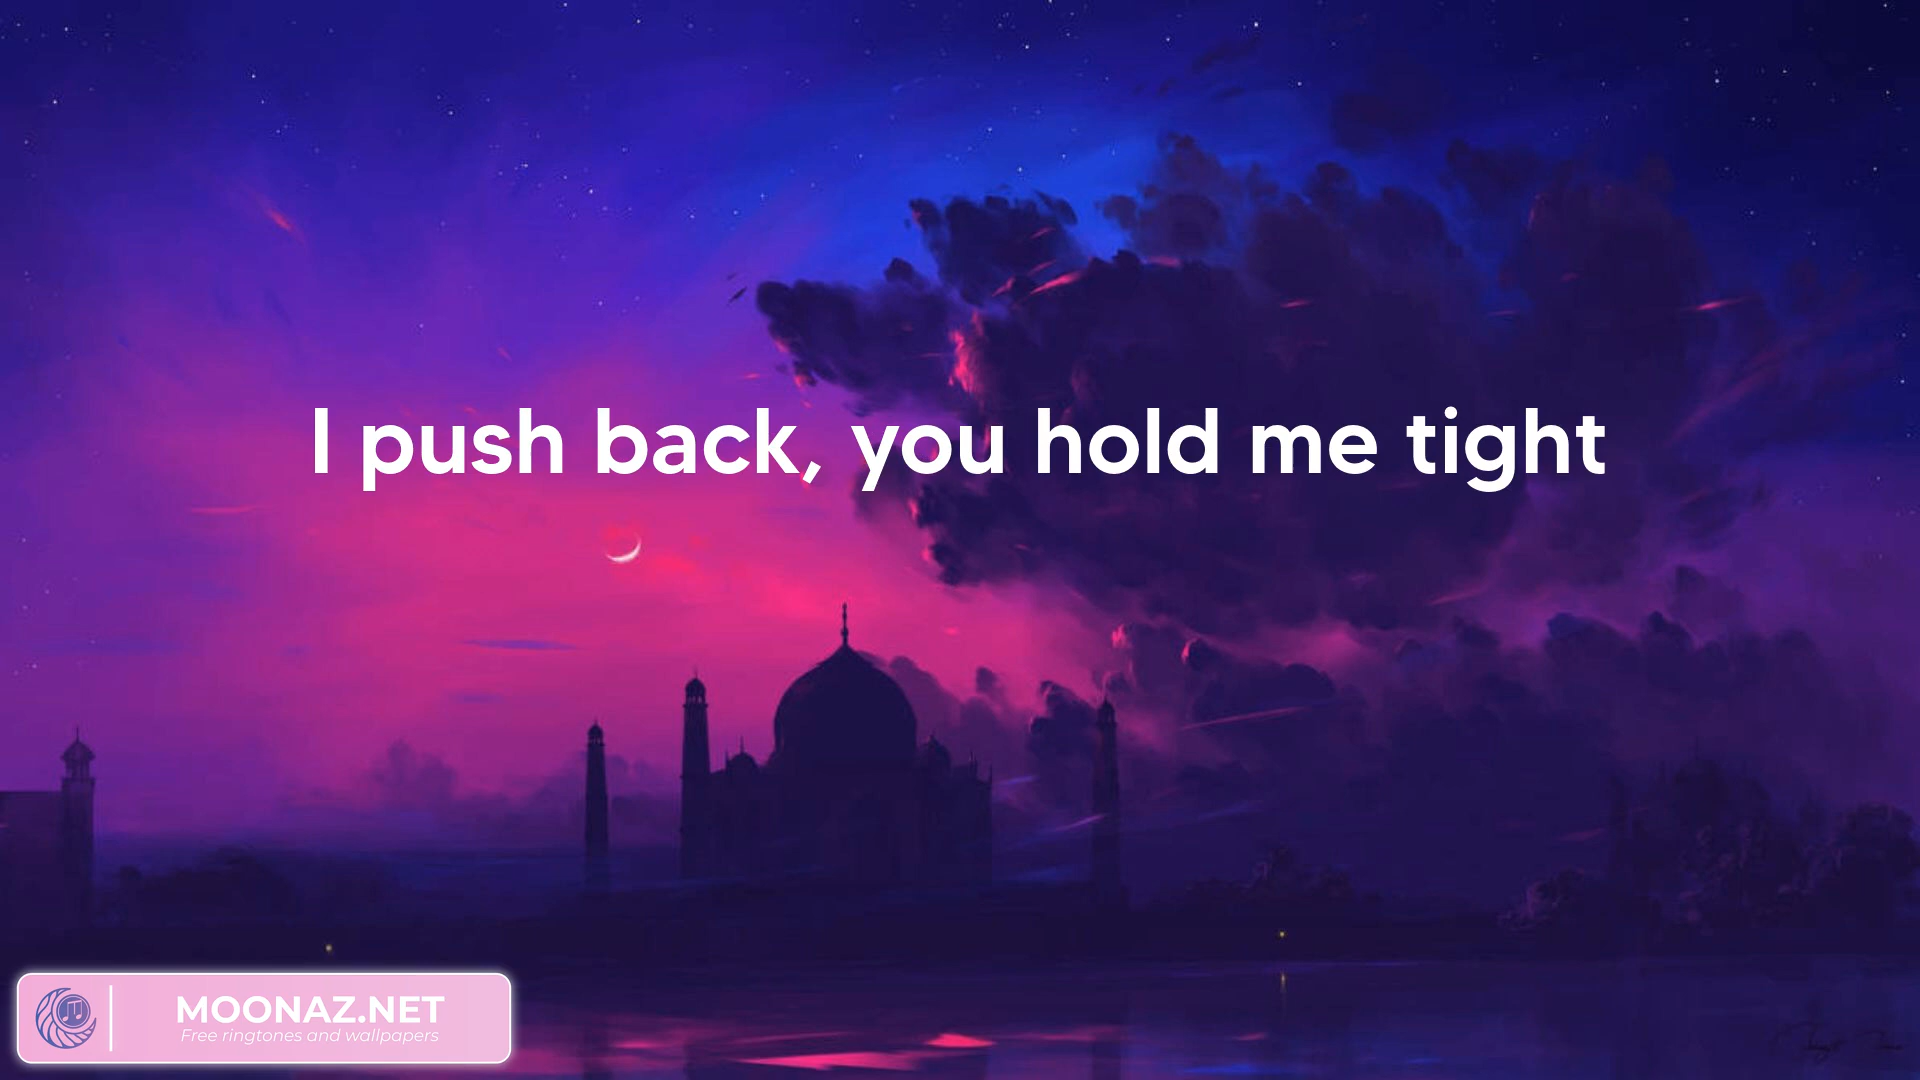 I push back, you hold me tight
MOONAZ.NET
Free ringtones and wallpapers